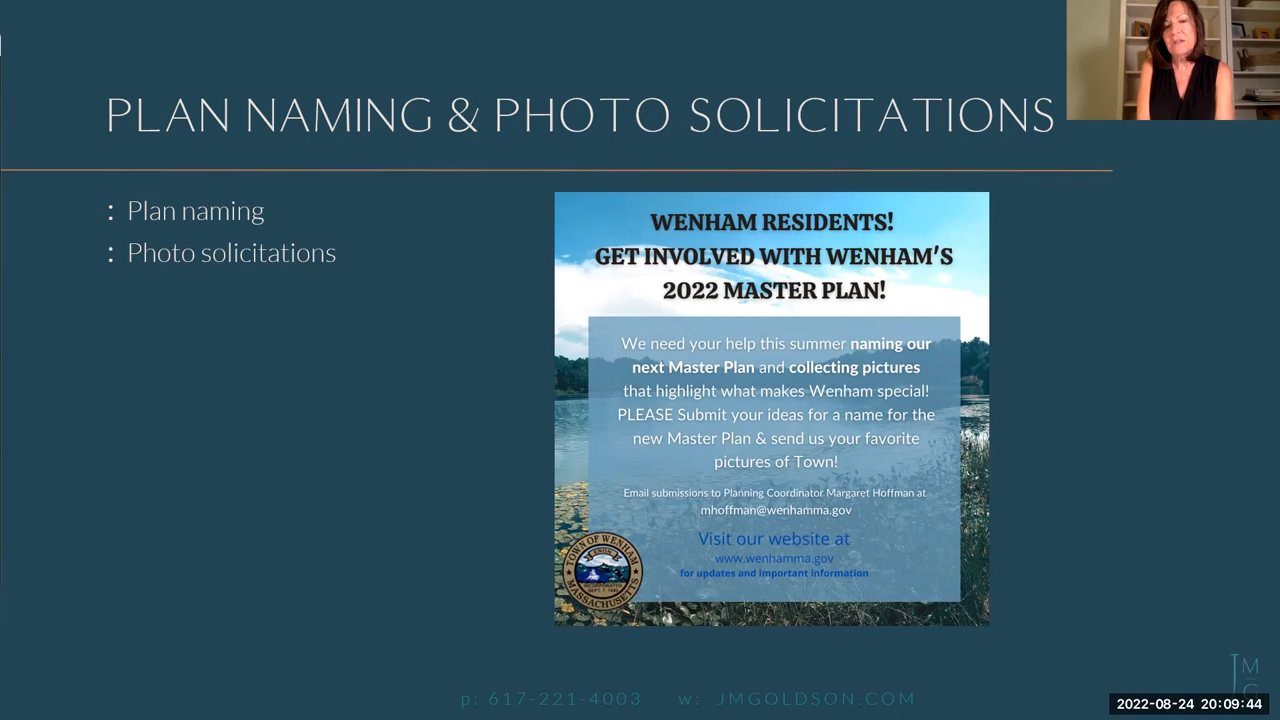 PLAN NAMING & PHOTO SOLICITATIONS
: Plan naming
: Photo solicitations
WENHAM RESIDENTS!
GET INVOLVED WITH WENHAM'S
2022 MASTER PLAN!
We need your help this summer naming our
next Master Plan and collecting pictures
that highlight what makes Wenham special!
PLEASE Submit your ideas for a name for the
new Master Plan & send us your favorite
pictures of Town!
Email submissions to Planning Coordinator Margaret Hoffman at
mhoffman@wenhamma.gov
Visit our website at
www.wenhamma.gov
for updates and important information
TOWN OF WENHAM
MASSACHUSETTS
INCORPORATED
p: 617-221-4003 w: JMGOLDSON.COM
JM
G
2022-08-24 20:09:44